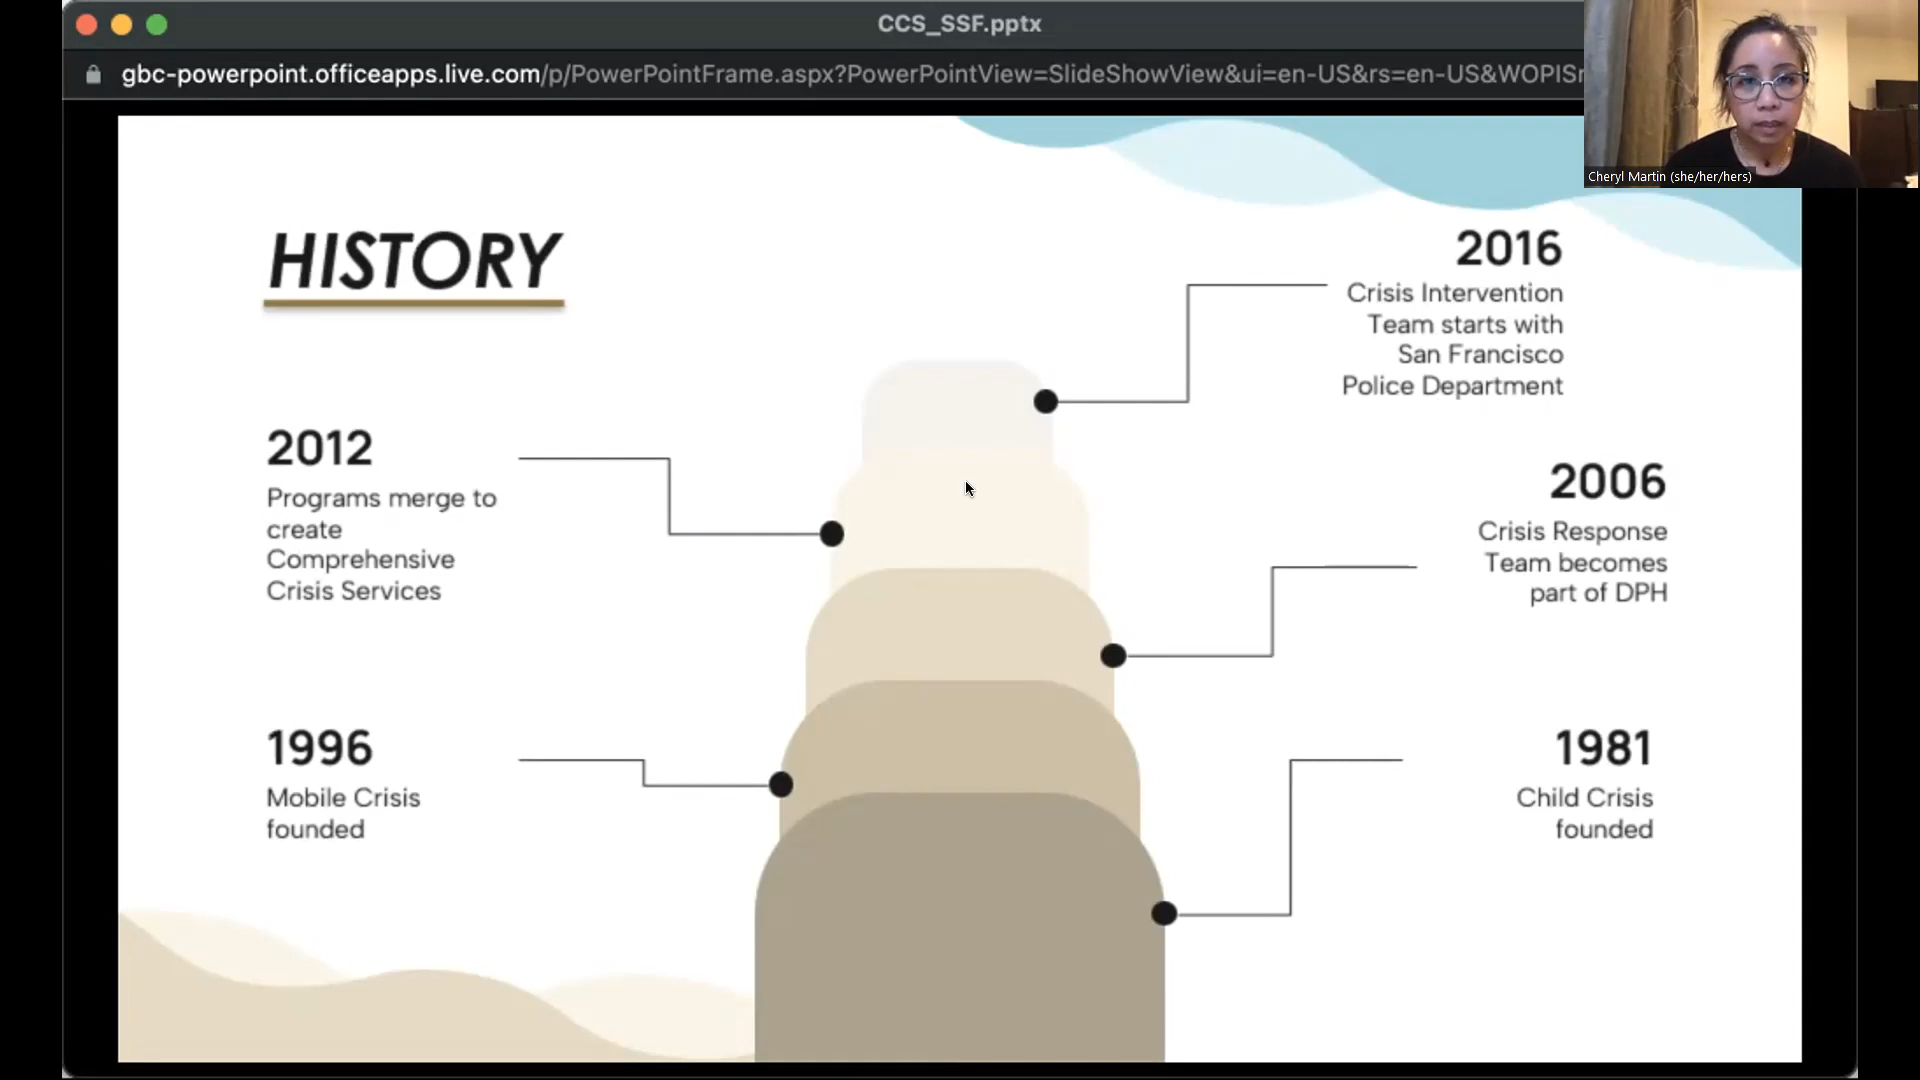 CCS_SSF.pptx
gbc-powerpoint.officeapps.live.com/p/PowerPointFrame.aspx?PowerPointView=SlideShowView&ui=en-US&rs=en-US&WOPISr
Cheryl Martin (she/her/hers)
HISTORY
2016
Crisis Intervention
Team starts with
San Francisco
Police Department
2012
Programs merge to
create
Comprehensive
Crisis Services
2006
Crisis Response
Team becomes
part of DPH
1996
Mobile Crisis
founded
1981
Child Crisis
founded